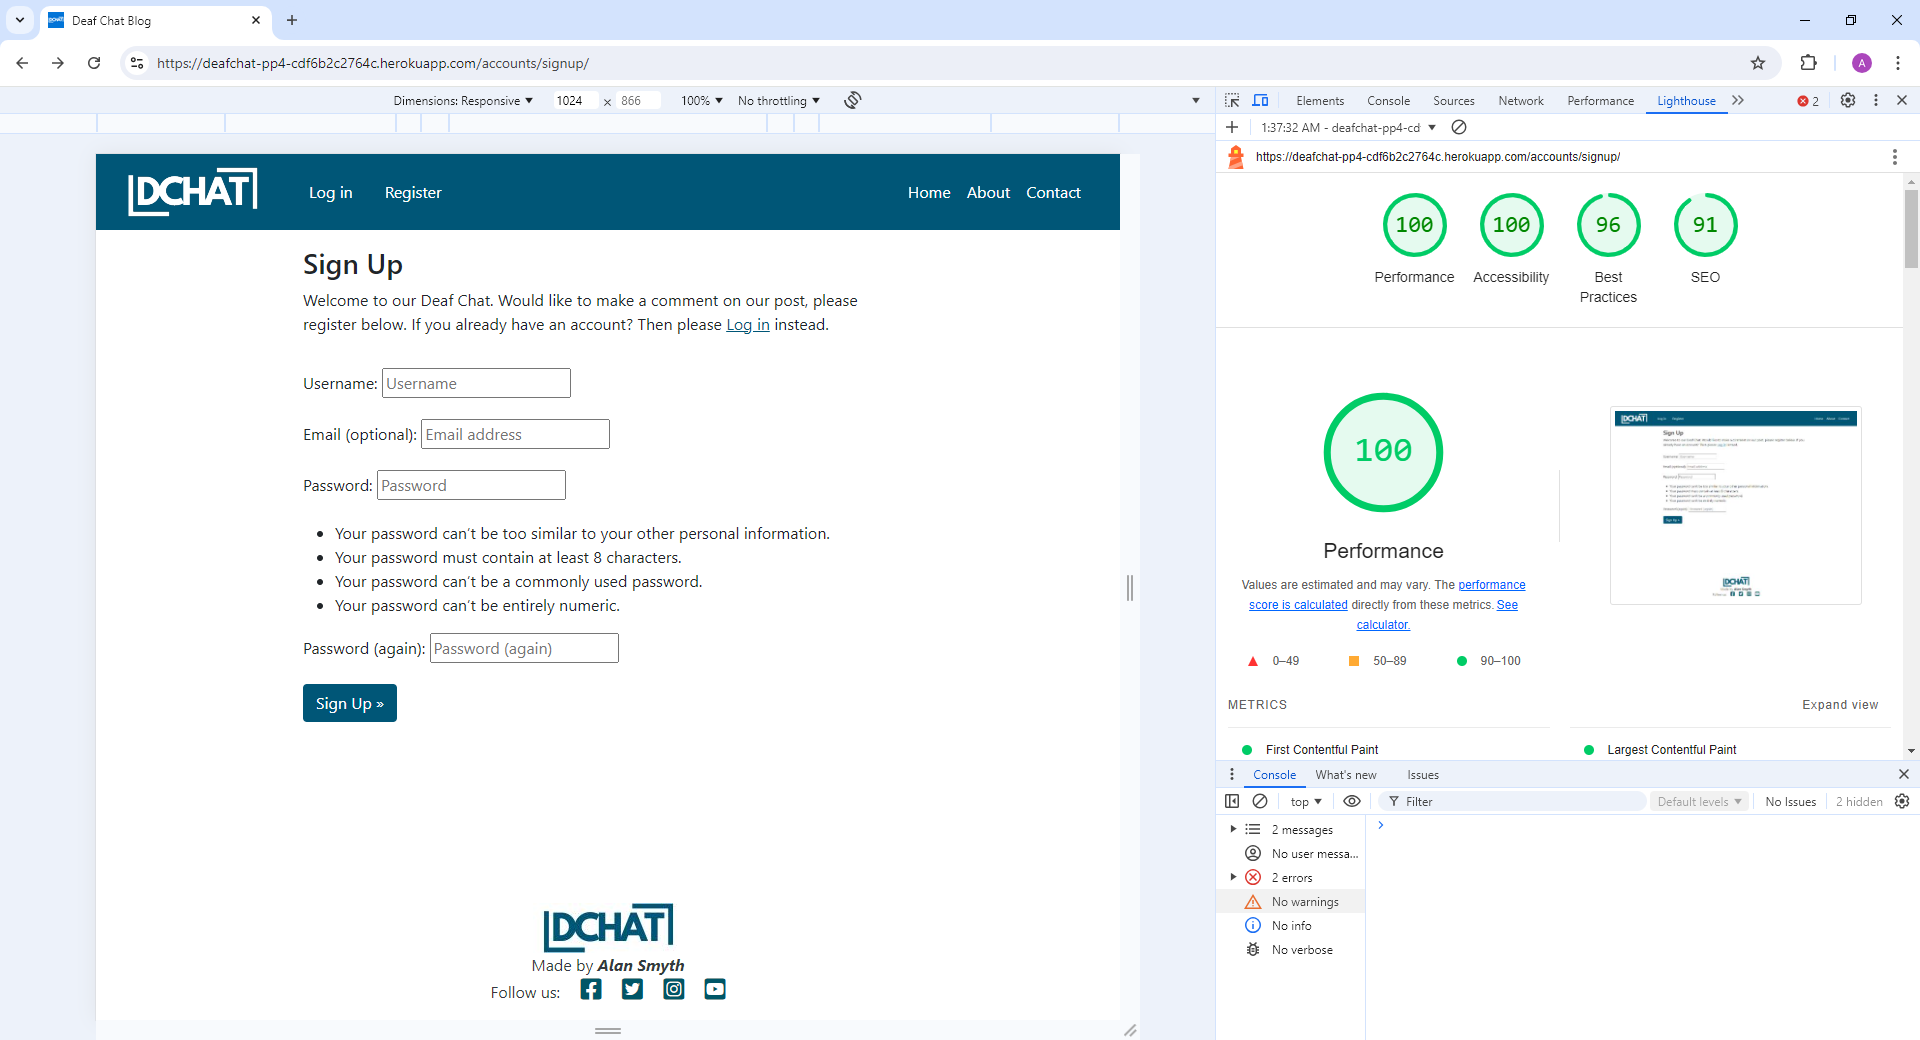 Deaf Chat Blog
https://deafchat-pp4-cdf6b2c2764c.herokuapp.com/accounts/signup/
A
Dimensions: Responsive 1024 × 866 100% No throttling
DCHAT
Log in Register Home About Contact
Sign Up
Welcome to our Deaf Chat. Would like to make a comment on our post, please
register below. If you already have an account? Then please Log in instead.
Username: Username
Email (optional): Email address
Password: Password
Your password can't be too similar to your other personal information.
Your password must contain at least 8 characters.
Your password can't be a commonly used password.
Your password can't be entirely numeric.
Password (again): Password (again)
Sign Up »
DCHAT
Made by Alan Smyth
Follow us:
Elements Console Sources Network Performance Lighthouse 2
1:37:32 AM - deafchat-pp4-cd
https://deafchat-pp4-cdf6b2c2764c.herokuapp.com/accounts/signup/
100 100 96 91
Performance Accessibility Best Practices SEO
100
Performance
Values are estimated and may vary. The performance
score is calculated directly from these metrics. See
calculator.
0–49 50–89 90–100
METRICS Expand view
First Contentful Paint Largest Contentful Paint
Console What's new Issues
top Filter Default levels No Issues 2 hidden
2 messages
No user messa...
2 errors
No warnings
No info
No verbose